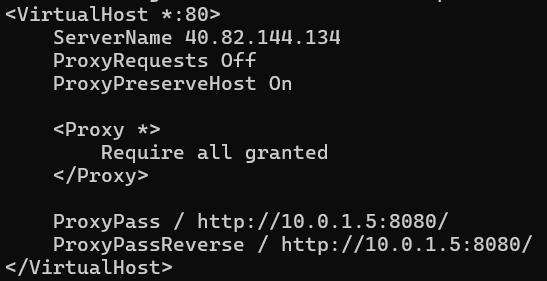 <VirtualHost *:80>
    ServerName 40.82.144.134
    ProxyRequests Off
    ProxyPreserveHost On

    <Proxy *>
        Require all granted
    </Proxy>

    ProxyPass / http://10.0.1.5:8080/
    ProxyPassReverse / http://10.0.1.5:8080/
</VirtualHost>